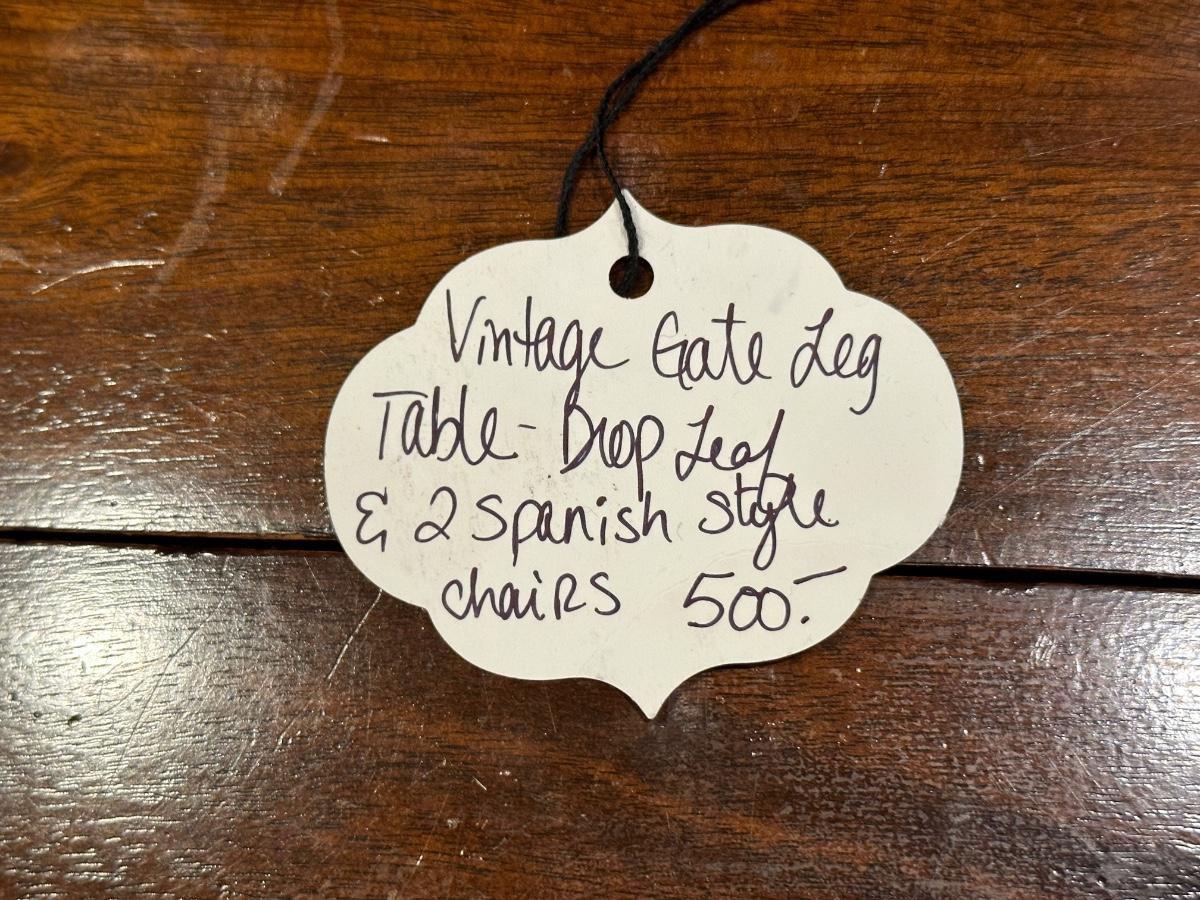 Vintage Gate Leg
Table - Drop Leaf
& 2 Spanish Style
chairs 500.-